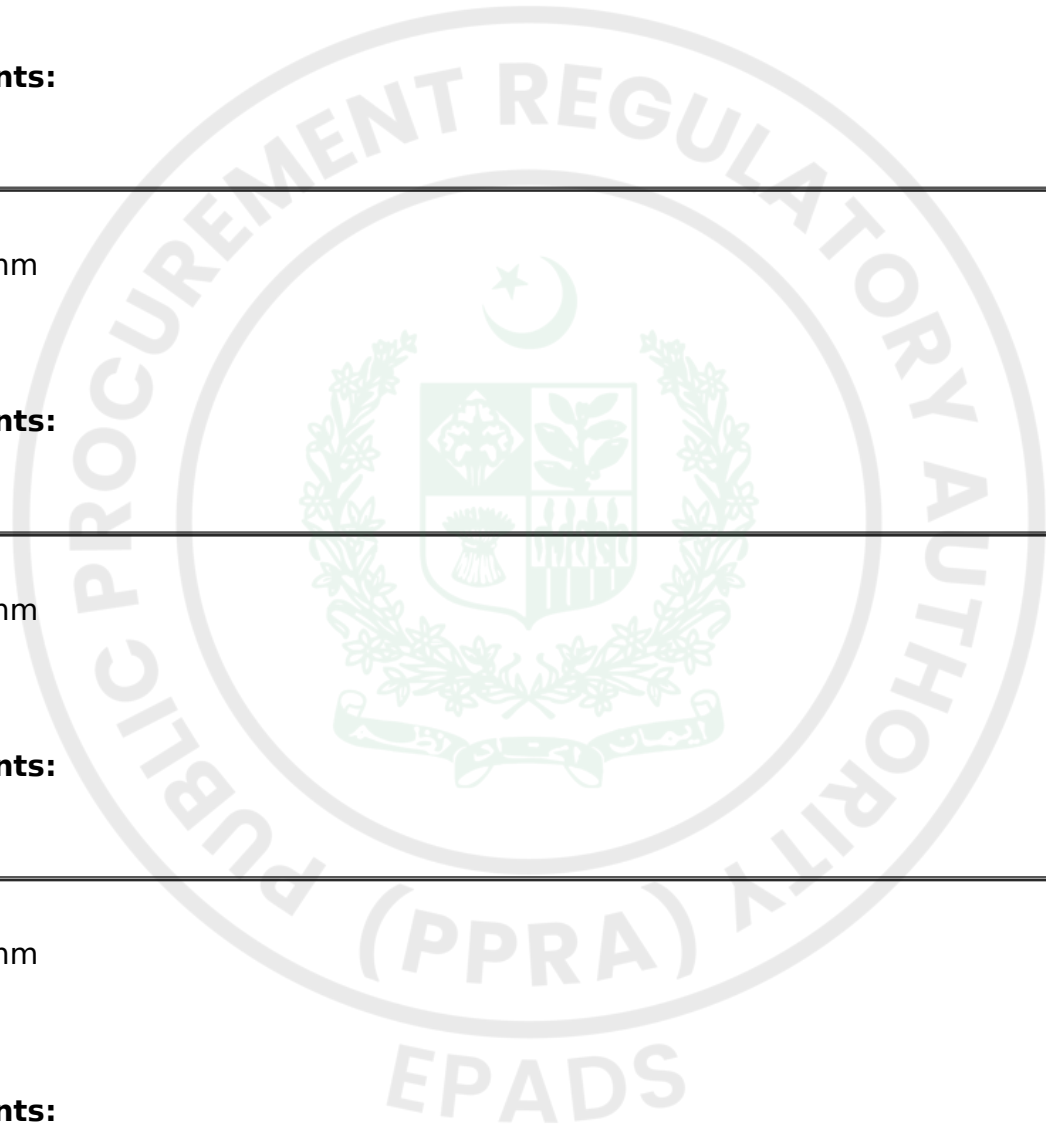 nts:
PUBLIC PROCUREMENT REGULATORY AUTHORITY
nm
nts:
nm
nts:
(PPRA)
nm
EPADS
nts: